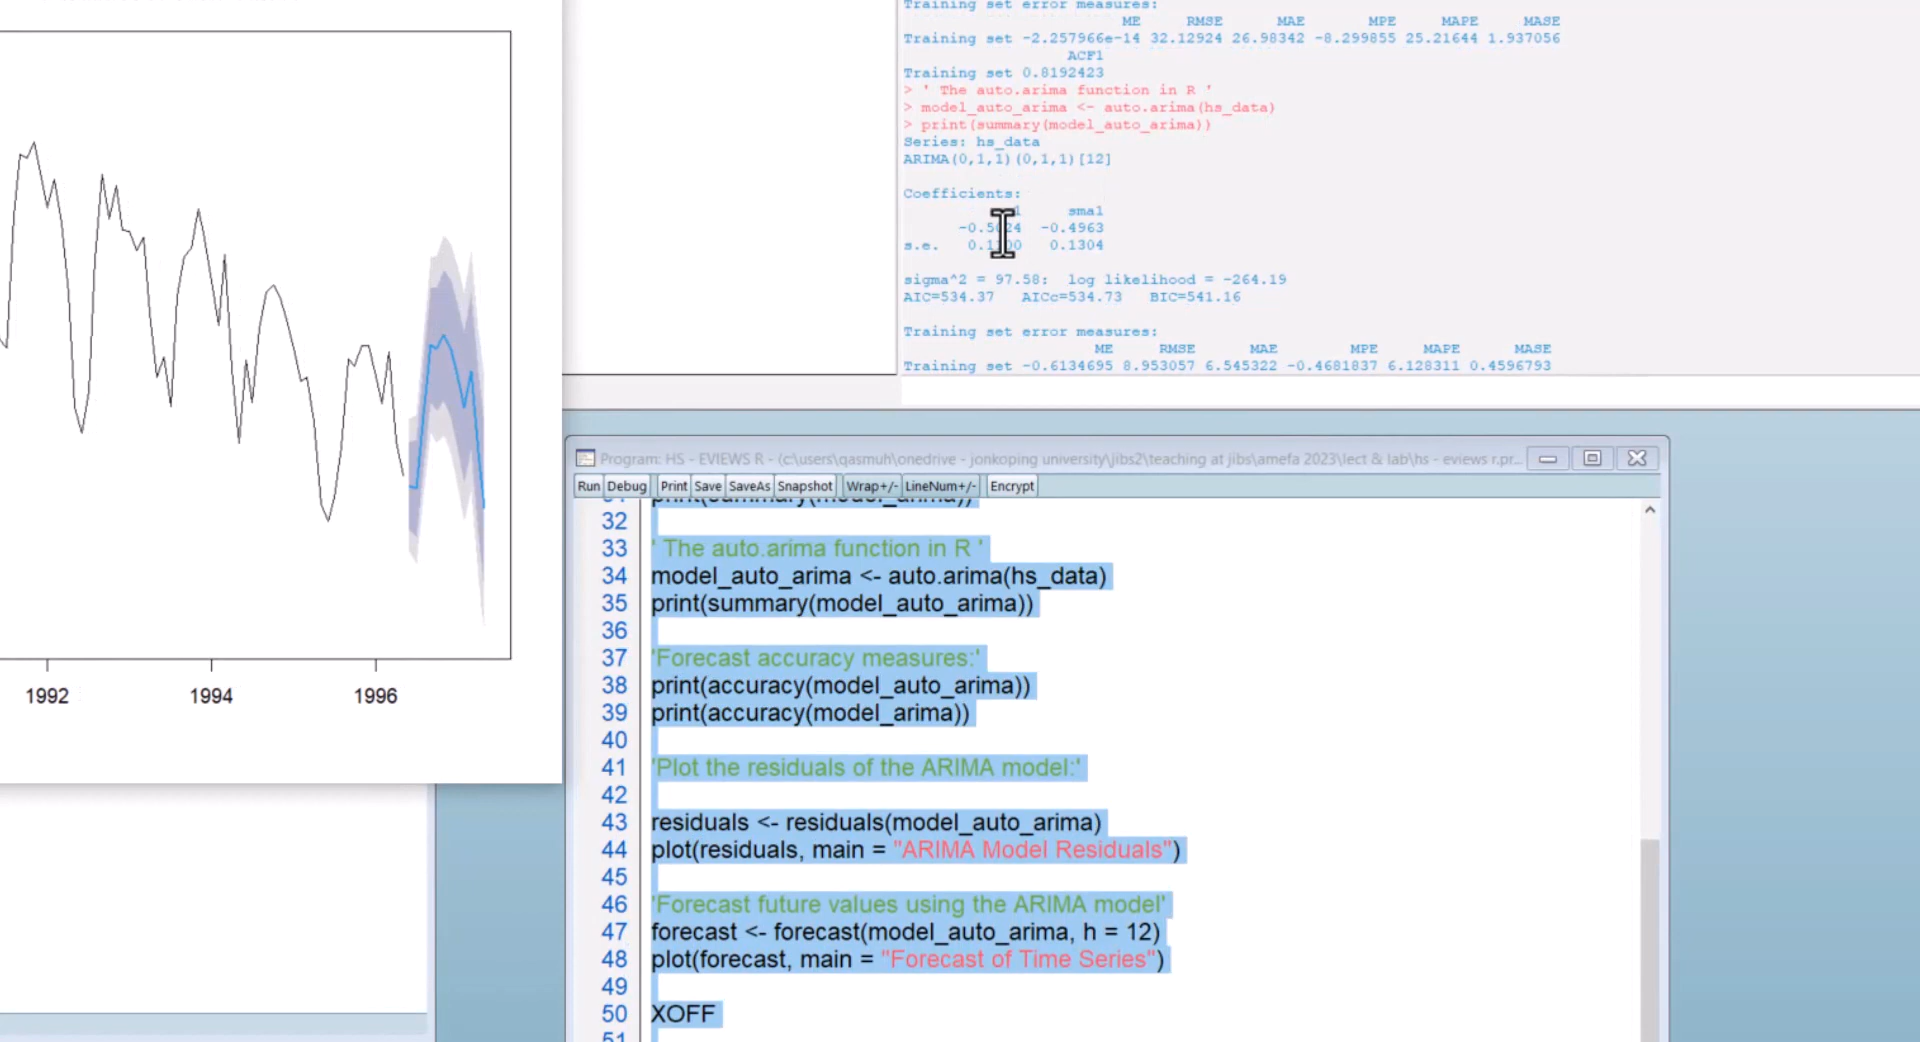 1992 1994 1996
Training set error measures:
ME RMSE MAE MPE MAPE MASE
Training set -2.257966e-14 32.12924 26.98342 -8.299855 25.21644 1.937056
ACF1
Training set 0.8192423
> ' The auto.arima function in R '
> model_auto_arima <- auto.arima(hs_data)
> print(summary(model_auto_arima))
Series: hs_data
ARIMA(0,1,1)(0,1,1)[12]
Coefficients:
sma1
-0.4963
s.e. 0.1304
sigma^2 = 97.58: log likelihood = -264.19
AIC=534.37 AICc=534.73 BIC=541.16
Training set error measures:
ME RMSE MAE MPE MAPE MASE
Training set -0.6134695 8.953057 6.545322 -0.4681837 6.128311 0.4596793
Program: HS - EVIEWS R - (c:\users\qasmuh\onedrive - jonkoping university\jibs2\teaching at jibs\amefa 2023\lect & lab\hs - eviews r.pr...
Run Debug Print Save SaveAs Snapshot Wrap+/- LineNum+/- Encrypt
print(summary(model_arima))
32
33 ' The auto.arima function in R '
34 model_auto_arima <- auto.arima(hs_data)
35 print(summary(model_auto_arima))
36
37 'Forecast accuracy measures:'
38 print(accuracy(model_auto_arima))
39 print(accuracy(model_arima))
40
41 'Plot the residuals of the ARIMA model:'
42
43 residuals <- residuals(model_auto_arima)
44 plot(residuals, main = "ARIMA Model Residuals")
45
46 'Forecast future values using the ARIMA model'
47 forecast <- forecast(model_auto_arima, h = 12)
48 plot(forecast, main = "Forecast of Time Series")
49
50 XOFF
51